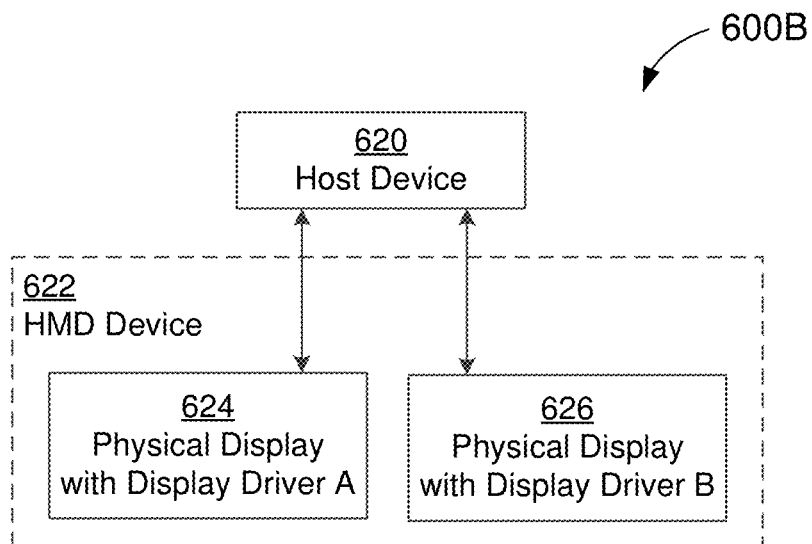 600B
620
Host Device
622
HMD Device
624
Physical Display
with Display Driver A
626
Physical Display
with Display Driver B